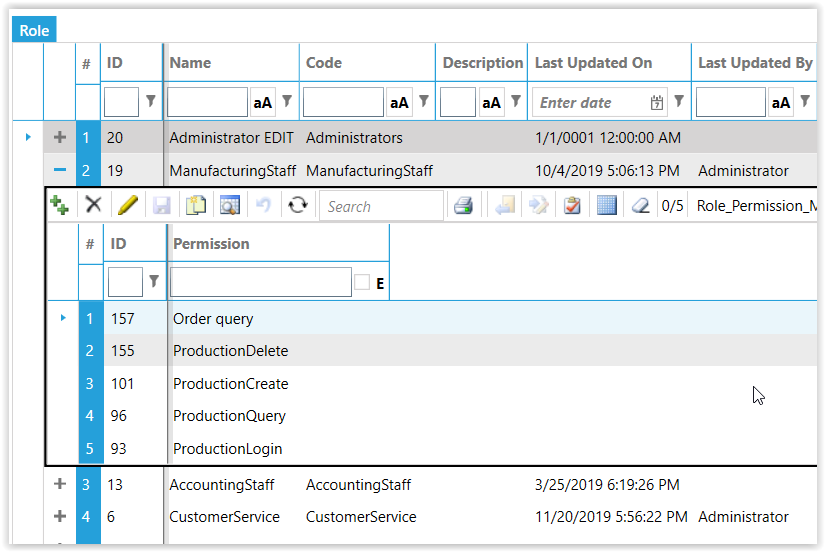 Role
# ID Name Code Description Last Updated On Last Updated By
aA aA aA Enter date aA
1 20 Administrator EDIT Administrators 1/1/0001 12:00:00 AM
2 19 ManufacturingStaff ManufacturingStaff 10/4/2019 5:06:13 PM Administrator
Search 0/5 Role_Permission_M
# ID Permission
E
1 157 Order query
2 155 ProductionDelete
3 101 ProductionCreate
4 96 ProductionQuery
5 93 ProductionLogin
3 13 AccountingStaff AccountingStaff 3/25/2019 6:19:26 PM
4 6 CustomerService CustomerService 11/20/2019 5:56:22 PM Administrator